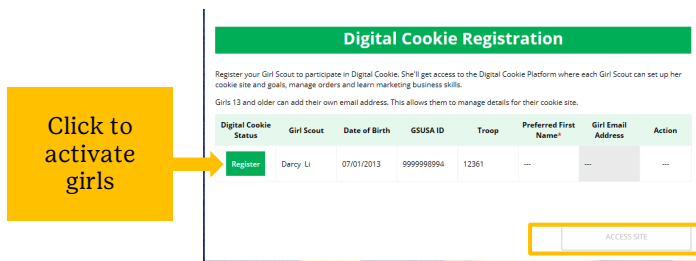 Digital Cookie Registration
Register your Girl Scout to participate in Digital Cookie. She'll get access to the Digital Cookie Platform where each Girl Scout can set up her
cookie site and goals, manage orders and learn marketing business skills.
Girls 13 and older can add their own email address. This allows them to manage details for their cookie site.
Click to
activate
girls
Digital Cookie Status Girl Scout Date of Birth GSUSA ID Troop Preferred First Name* Girl Email Address Action
Register Darcy Li 07/01/2013 9999998994 12361 --- --- ---
ACCESS SITE